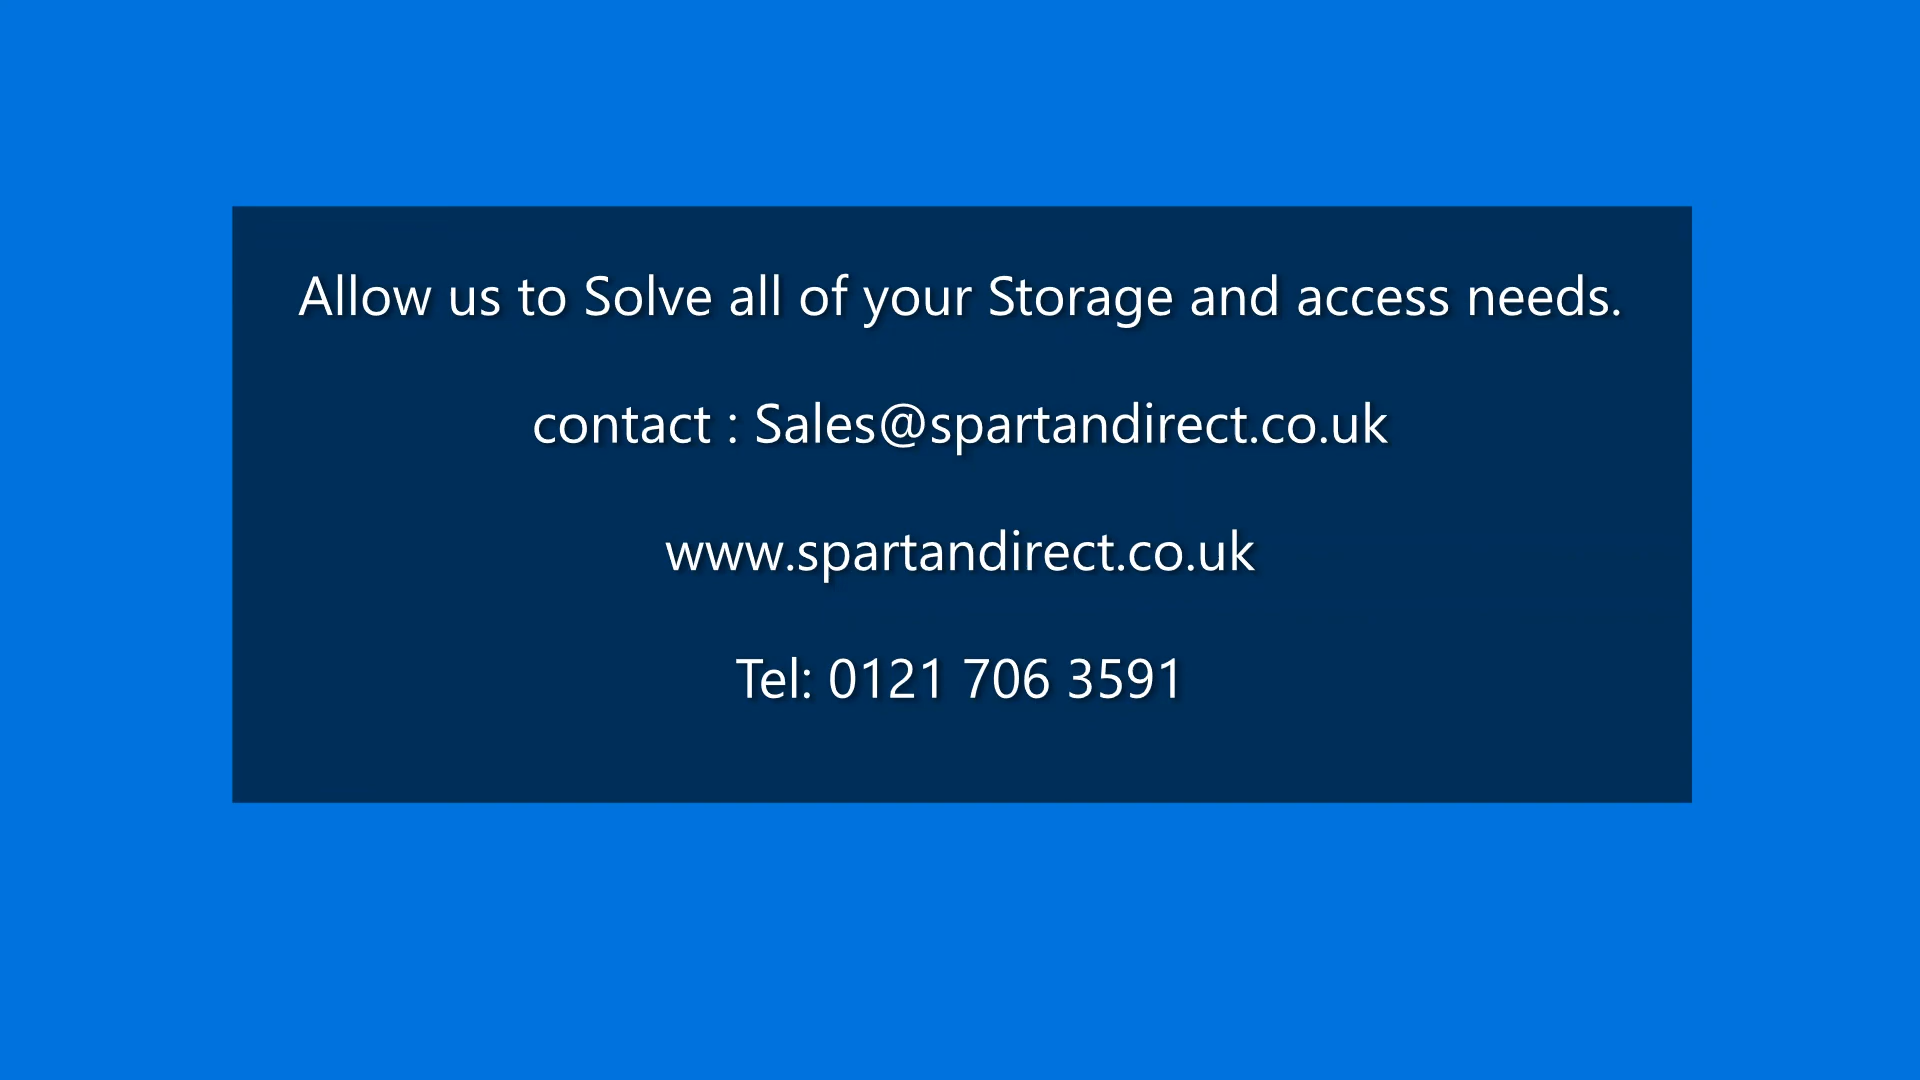 Allow us to Solve all of your Storage and access needs.
contact : Sales@spartandirect.co.uk
www.spartandirect.co.uk
Tel: 0121 706 3591